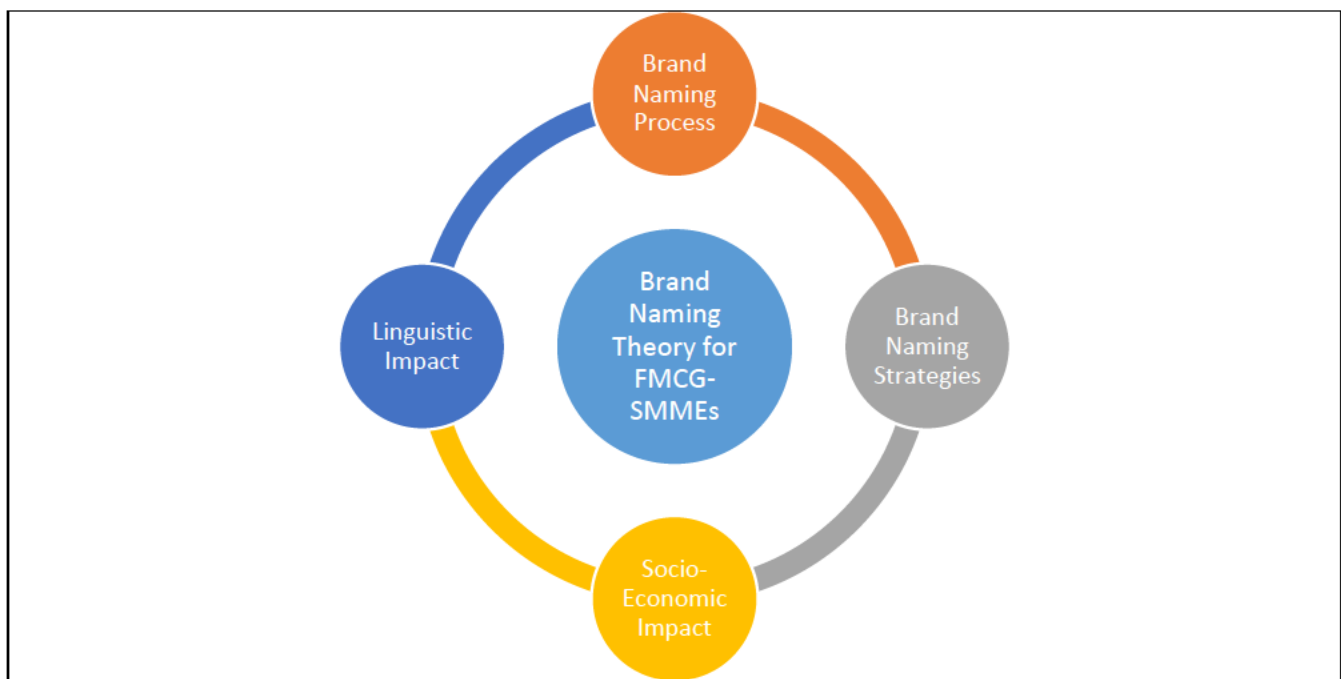 Brand
Naming
Process
Linguistic
Impact
Brand
Naming
Theory for
FMCG-
SMMEs
Brand
Naming
Strategies
Socio-
Economic
Impact